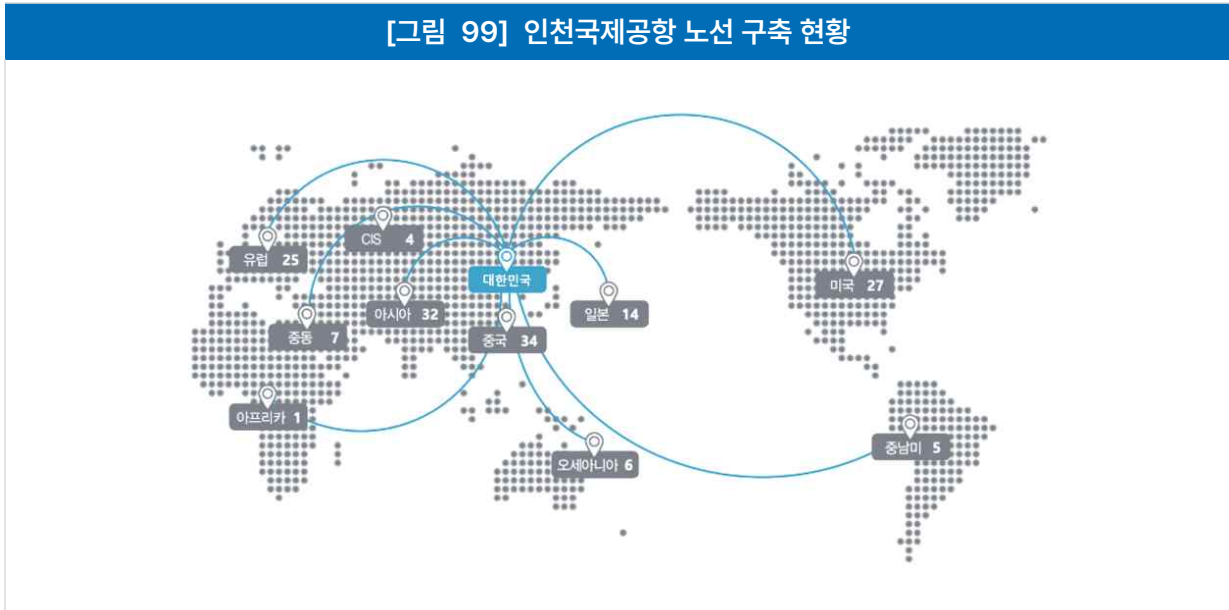 [그림 99] 인천국제공항 노선 구축 현황
CIS 4
유럽 25
대한민국
미국 27
아시아 32
일본 14
중동 7
중국 34
아프리카 1
중남미 5
오세아니아 6